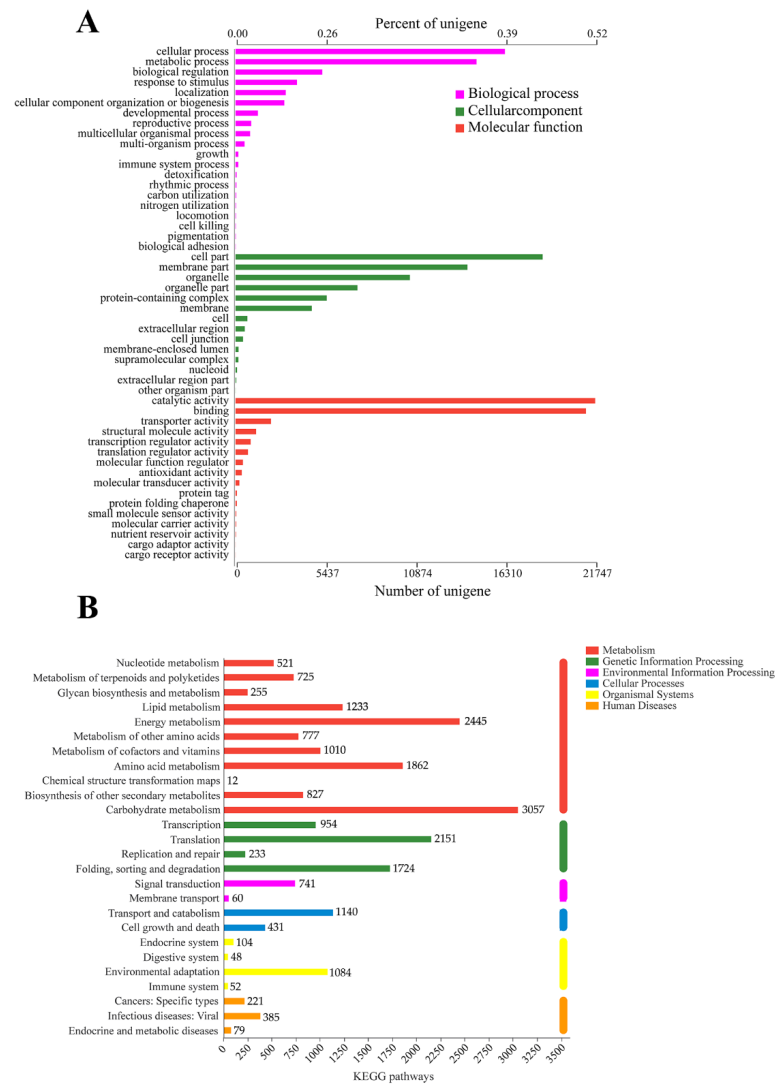 A
Percent of unigene
0.00 0.26 0.39 0.52
cellular process
metabolic process
biological regulation
response to stimulus
localization
cellular component organization or biogenesis
developmental process
reproductive process
multicellular organismal process
multi-organism process
growth
immune system process
detoxification
rhythmic process
carbon utilization
nitrogen utilization
locomotion
cell killing
pigmentation
biological adhesion
cell part
membrane part
organelle
organelle part
protein-containing complex
membrane
cell
extracellular region
cell junction
membrane-enclosed lumen
supramolecular complex
nucleoid
extracellular region part
other organism part
catalytic activity
binding
transporter activity
structural molecule activity
transcription regulator activity
translation regulator activity
molecular function regulator
antioxidant activity
molecular transducer activity
protein tag
protein folding chaperone
small molecule sensor activity
molecular carrier activity
nutrient reservoir activity
cargo adaptor activity
cargo receptor activity
Biological process
Cellularcomponent
Molecular function
0 5437 10874 16310 21747
Number of unigene
B
Nucleotide metabolism 521
Metabolism of terpenoids and polyketides 725
Glycan biosynthesis and metabolism 255
Lipid metabolism 1233
Energy metabolism 2445
Metabolism of other amino acids 777
Metabolism of cofactors and vitamins 1010
Amino acid metabolism 1862
Chemical structure transformation maps 12
Biosynthesis of other secondary metabolites 827
Carbohydrate metabolism 3057
Transcription 954
Translation 2151
Replication and repair 233
Folding, sorting and degradation 1724
Signal transduction 741
Membrane transport 60
Transport and catabolism 1140
Cell growth and death 431
Endocrine system 104
Digestive system 48
Environmental adaptation 1084
Immune system 52
Cancers: Specific types 221
Infectious diseases: Viral 385
Endocrine and metabolic diseases 79
Metabolism
Genetic Information Processing
Environmental Information Processing
Cellular Processes
Organismal Systems
Human Diseases
0 250 500 750 1000 1250 1500 1750 2000 2250 2500 2750 3000 3250 3500
KEGG pathways